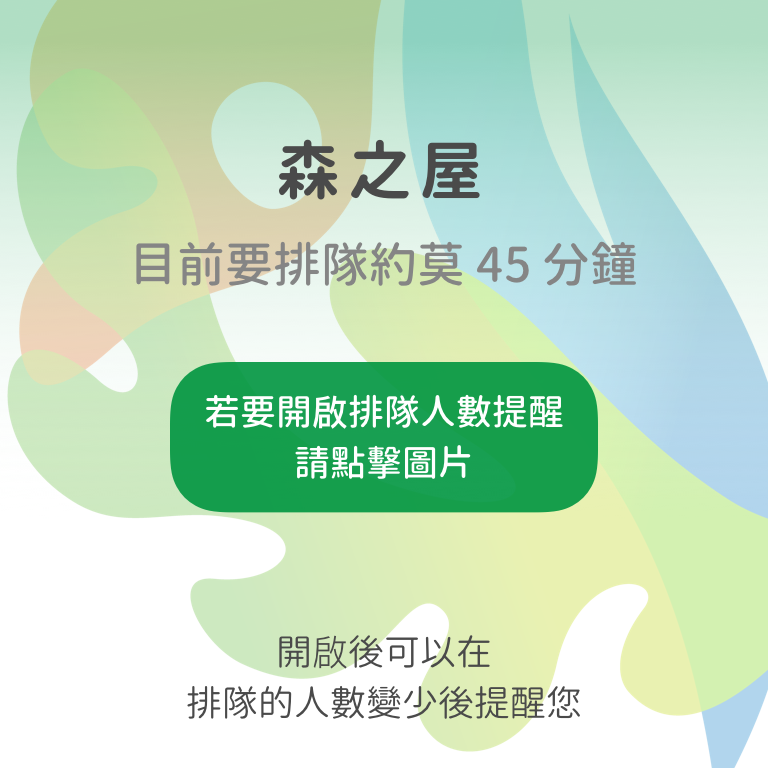 森之屋
目前要排隊約莫 45 分鐘
若要開啟排隊人數提醒
請點擊圖片
開啟後可以在
排隊的人數變少後提醒您